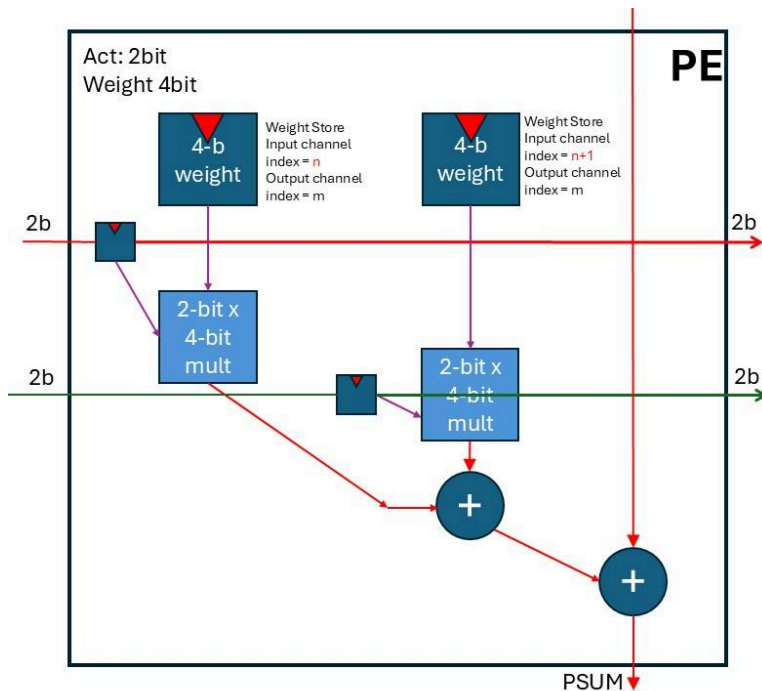 Act: 2bit
Weight 4bit
PE
4-b
weight
Weight Store
Input channel
index = n
Output channel
index = m
4-b
weight
Weight Store
Input channel
index = n+1
Output channel
index = m
2b
2b
2-bit x
4-bit
mult
2b
2b
2-bit x
4-bit
mult
+
+
PSUM